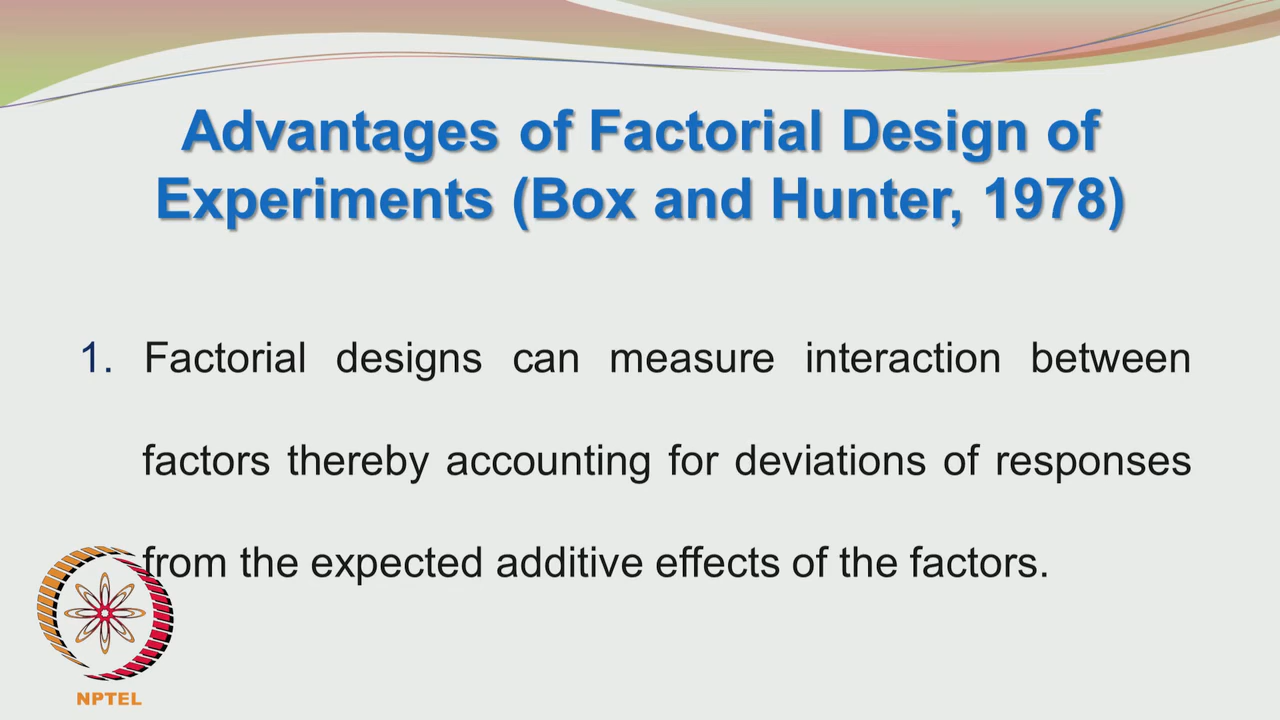 Advantages of Factorial Design of
Experiments (Box and Hunter, 1978)
1. Factorial designs can measure interaction between
factors thereby accounting for deviations of responses
from the expected additive effects of the factors.
NPTEL